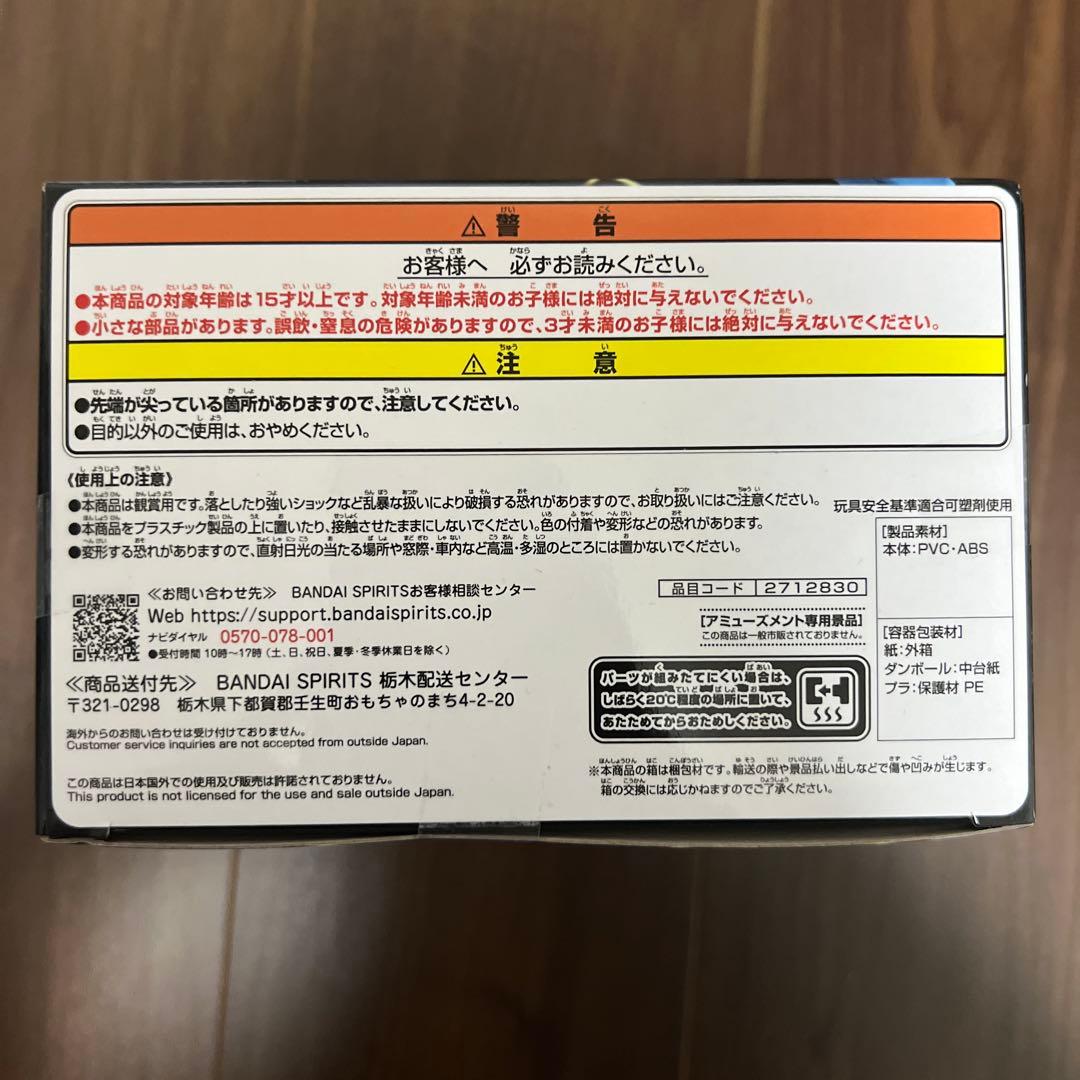 ⚠ 警告
お客様へ 必ずお読みください。
●本商品の対象年齢は15才以上です。対象年齢未満のお子様には絶対に与えないでください。
●小さな部品があります。誤飲・窒息の危険がありますので、3才未満のお子様には絶対に与えないでください。
⚠ 注意
●先端が尖っている箇所がありますので、注意してください。
●目的以外のご使用は、おやめください。
《使用上の注意》
●本商品は観賞用です。落としたり強いショックなど乱暴な扱いにより破損する恐れがありますので、お取り扱いにはご注意ください。
●本商品をプラスチック製品の上に置いたり、接触させたままにしないでください。色の付着や変形などの恐れがあります。
●変形する恐れがありますので、直射日光の当たる場所や窓際・車内など高温・多湿のところには置かないでください。
玩具安全基準適合可塑剤使用
[製品素材]
本体:PVC・ABS
[容器包装材]
紙:外箱
ダンボール:中台紙
プラ:保護材 PE
≪お問い合わせ先≫ BANDAI SPIRITSお客様相談センター
Web https://support.bandaispirits.co.jp
ナビダイヤル 0570-078-001
●受付時間 10時〜17時(土、日、祝日、夏季・冬季休業日を除く)
品目コード 2712830
[アミューズメント専用景品]
この商品は一般市販されておりません。
≪商品送付先≫ BANDAI SPIRITS 栃木配送センター
〒321-0298 栃木県下都賀郡壬生町おもちゃのまち4-2-20
パーツが組みたてにくい場合は、
しばらく20℃程度の場所に置いて、
あたためてからおためしください。
海外からのお問い合わせは受け付けておりません。
Customer service inquiries are not accepted from outside Japan.
この商品は日本国外での使用及び販売は許諾されておりません。
This product is not licensed for the use and sale outside Japan.
※本商品の箱は梱包材です。輸送の際や景品払い出しなどで傷や凹みが生じます。
箱の交換には応じかねますのでご了承ください。